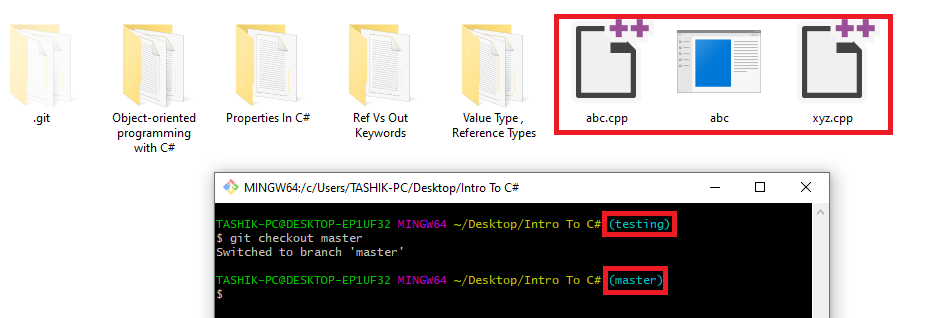 .git
Object-oriented
programming
with C#
Properties In C#
Ref Vs Out
Keywords
Value Type ,
Reference Types
abc.cpp
abc
xyz.cpp
MINGW64:/c/Users/TASHIK-PC/Desktop/Intro To C#
TASHIK-PC@DESKTOP-EP1UF32 MINGW64 ~/Desktop/Intro To C# (testing)
$ git checkout master
Switched to branch 'master'
TASHIK-PC@DESKTOP-EP1UF32 MINGW64 ~/Desktop/Intro To C# (master)
$